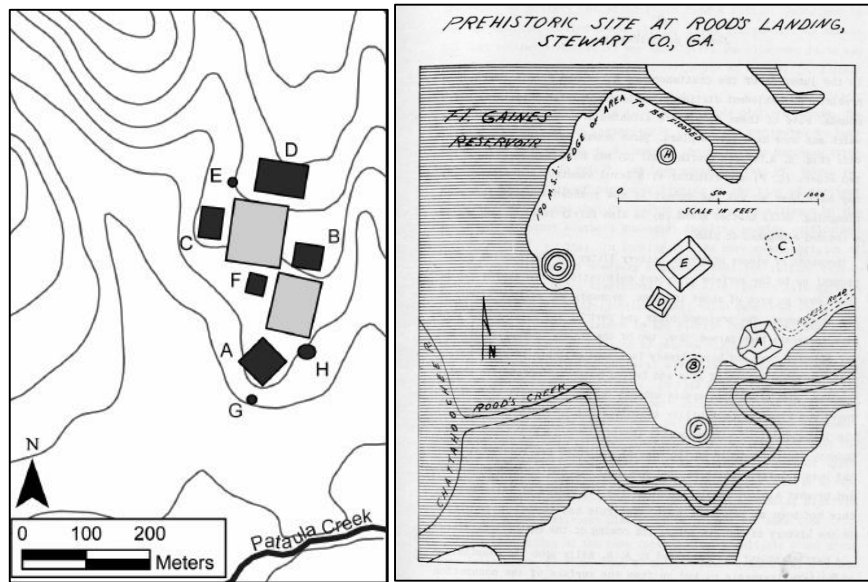 D
E
C
B
F
A
H
G
N
0 100 200
Meters
Pataula Creek
PREHISTORIC SITE AT ROOD'S LANDING,
STEWART CO., GA.
FT. GAINES
RESERVOIR
190 M.S.L. EDGE OF AREA TO BE FLOODED
H
0 500 1000
SCALE IN FEET
C
E
G
D
ACCESS ROAD
A
N
B
ROOD'S CREEK
F
CHATTAHOOCHEE R.